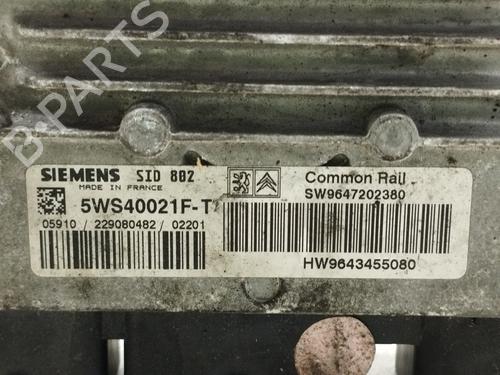 B-PARTS
SIEMENS SID 802
MADE IN FRANCE
5WS40021F-T
05910 / 229080482 / 02201
Common Rail
SW9647202380
HW9643455080